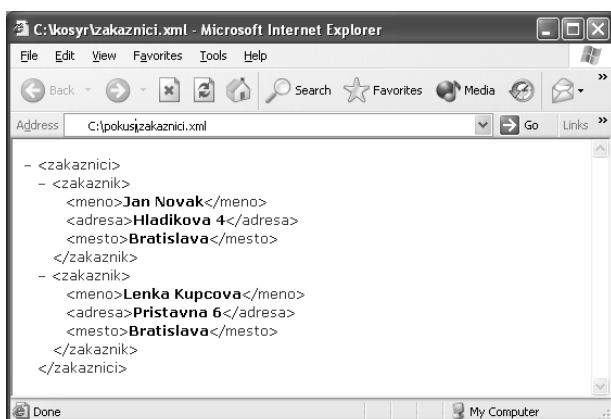 C:\kosyr\zakaznici.xml - Microsoft Internet Explorer
File Edit View Favorites Tools Help
Back Search Favorites Media »
Address C:\pokusj\zakaznici.xml Go Links »
- <zakaznici>
- <zakaznik>
<meno>Jan Novak</meno>
<adresa>Hladikova 4</adresa>
<mesto>Bratislava</mesto>
</zakaznik>
- <zakaznik>
<meno>Lenka Kupcova</meno>
<adresa>Pristavna 6</adresa>
<mesto>Bratislava</mesto>
</zakaznik>
</zakaznici>
Done My Computer